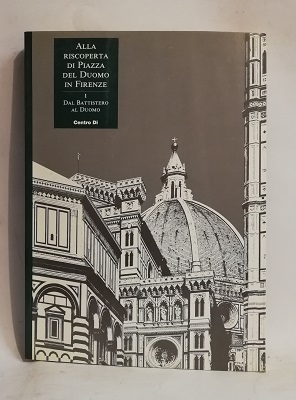 ALLA
RISCOPERTA
DI PIAZZA
DEL DUOMO
IN FIRENZE
1
DAL BATTISTERO
AL DUOMO
Centro Di